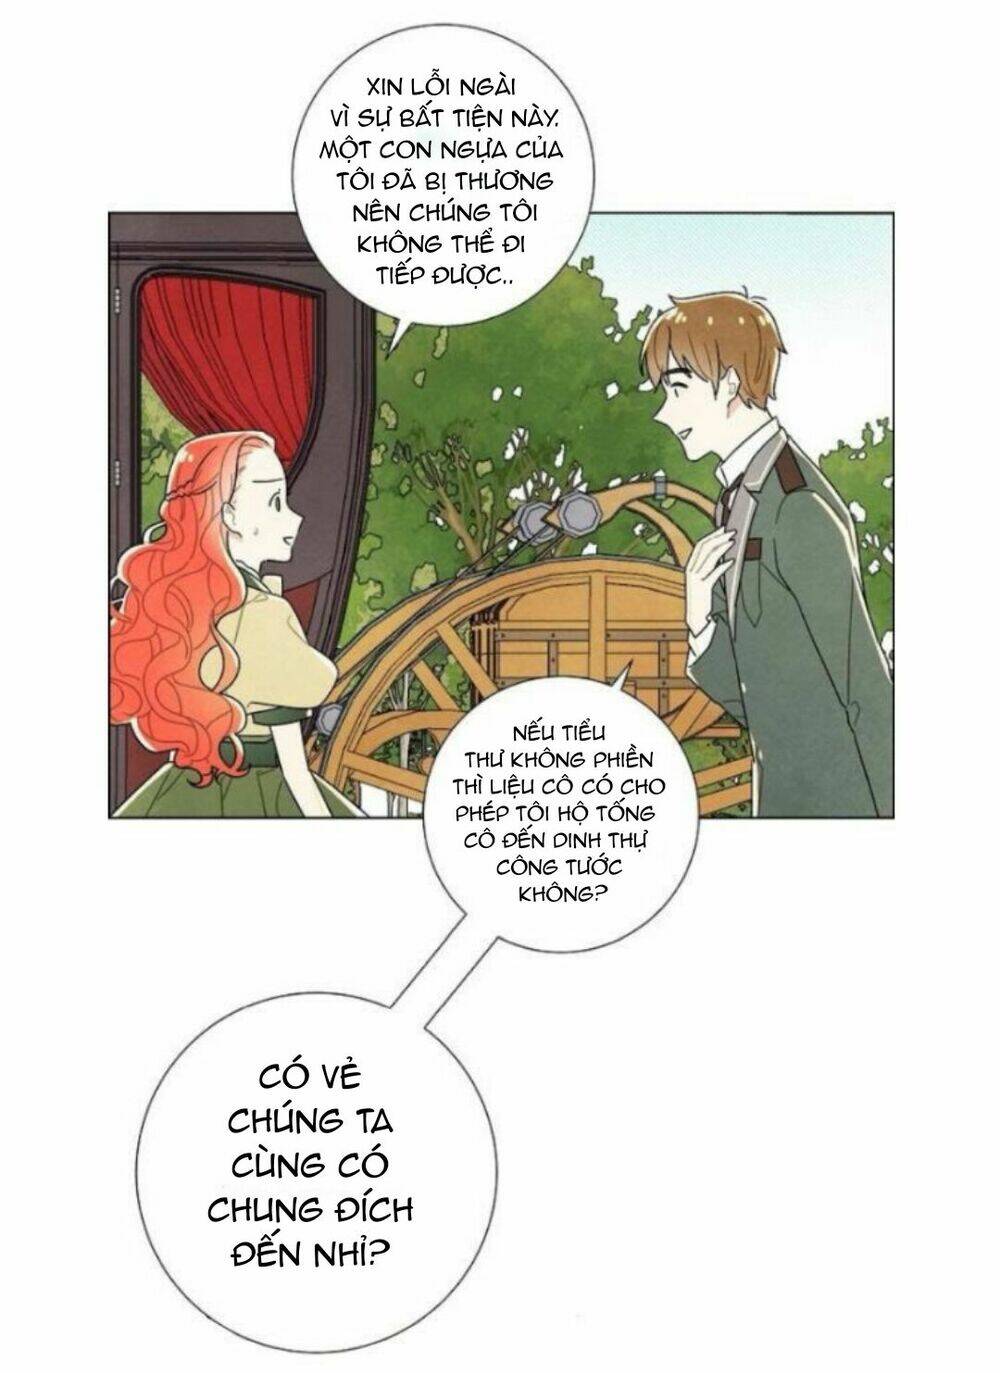 XIN LỖI NGÀI
VÌ SỰ BẤT TIỆN NÀY.
MỘT CON NGỰA CỦA
TÔI ĐÃ BỊ THƯƠNG
NÊN CHÚNG TÔI
KHÔNG THỂ ĐI
TIẾP ĐƯỢC..
NẾU TIỂU
THƯ KHÔNG PHIỀN
THÌ LIỆU CÔ CÓ CHO
PHÉP TÔI HỘ TỐNG
CÔ ĐẾN DINH THỰ
CÔNG TƯỚC
KHÔNG?
CÓ VẺ
CHÚNG TA
CÙNG CÓ
CHUNG ĐÍCH
ĐẾN NHỈ?